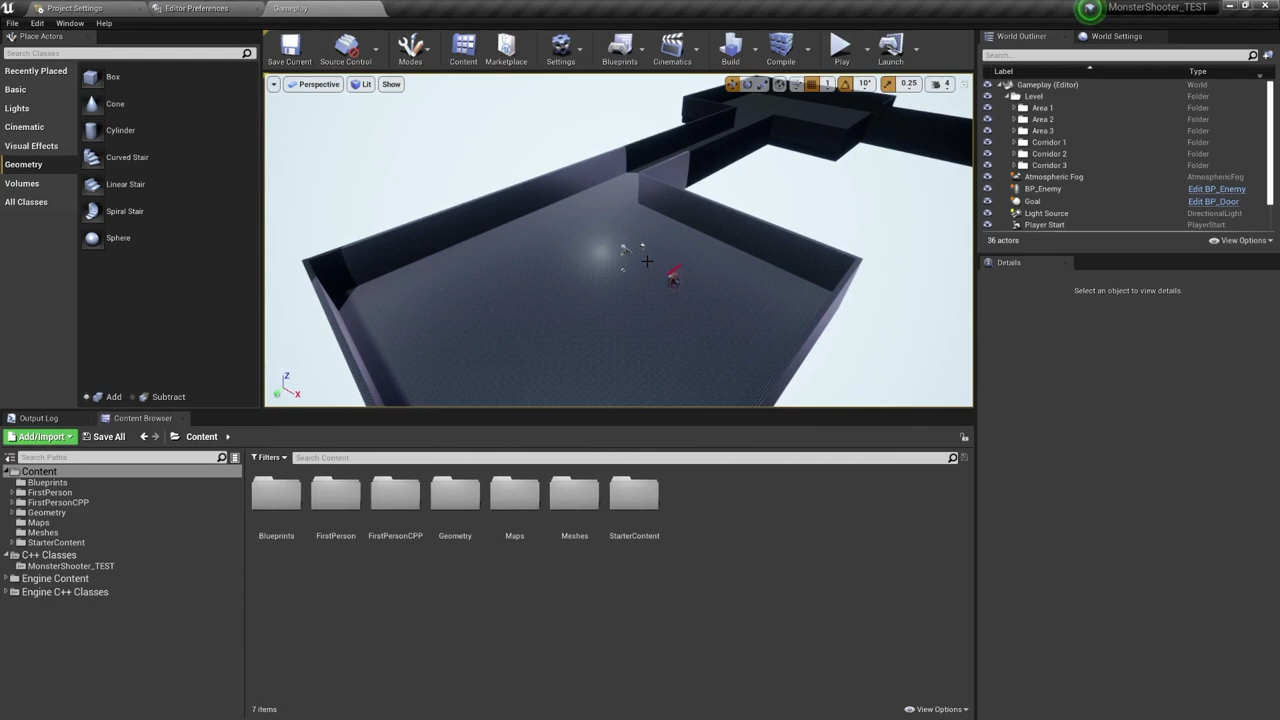 Project Settings
Editor Preferences
Gameplay
MonsterShooter_TEST
File Edit Window Help
Place Actors
Search Classes
Recently Placed
Basic
Lights
Cinematic
Visual Effects
Geometry
Volumes
All Classes
Box
Cone
Cylinder
Curved Stair
Linear Stair
Spiral Stair
Sphere
Add Subtract
Save Current
Source Control
Modes
Content
Marketplace
Settings
Blueprints
Cinematics
Build
Compile
Play
Launch
Perspective Lit Show
1 10° 0.25 4
Z
X
World Outliner
World Settings
Search...
Label Type
Gameplay (Editor) World
Level Folder
Area 1 Folder
Area 2 Folder
Area 3 Folder
Corridor 1 Folder
Corridor 2 Folder
Corridor 3 Folder
Atmospheric Fog AtmosphericFog
BP_Enemy Edit BP_Enemy
Goal Edit BP_Door
Light Source DirectionalLight
Player Start PlayerStart
36 actors View Options
Details
Select an object to view details.
Output Log
Content Browser
Add/Import Save All Content
Search Paths
Filters Search Content
Content
Blueprints
FirstPerson
FirstPersonCPP
Geometry
Maps
Meshes
StarterContent
C++ Classes
MonsterShooter_TEST
Engine Content
Engine C++ Classes
Blueprints
FirstPerson
FirstPersonCPP
Geometry
Maps
Meshes
StarterContent
7 items View Options